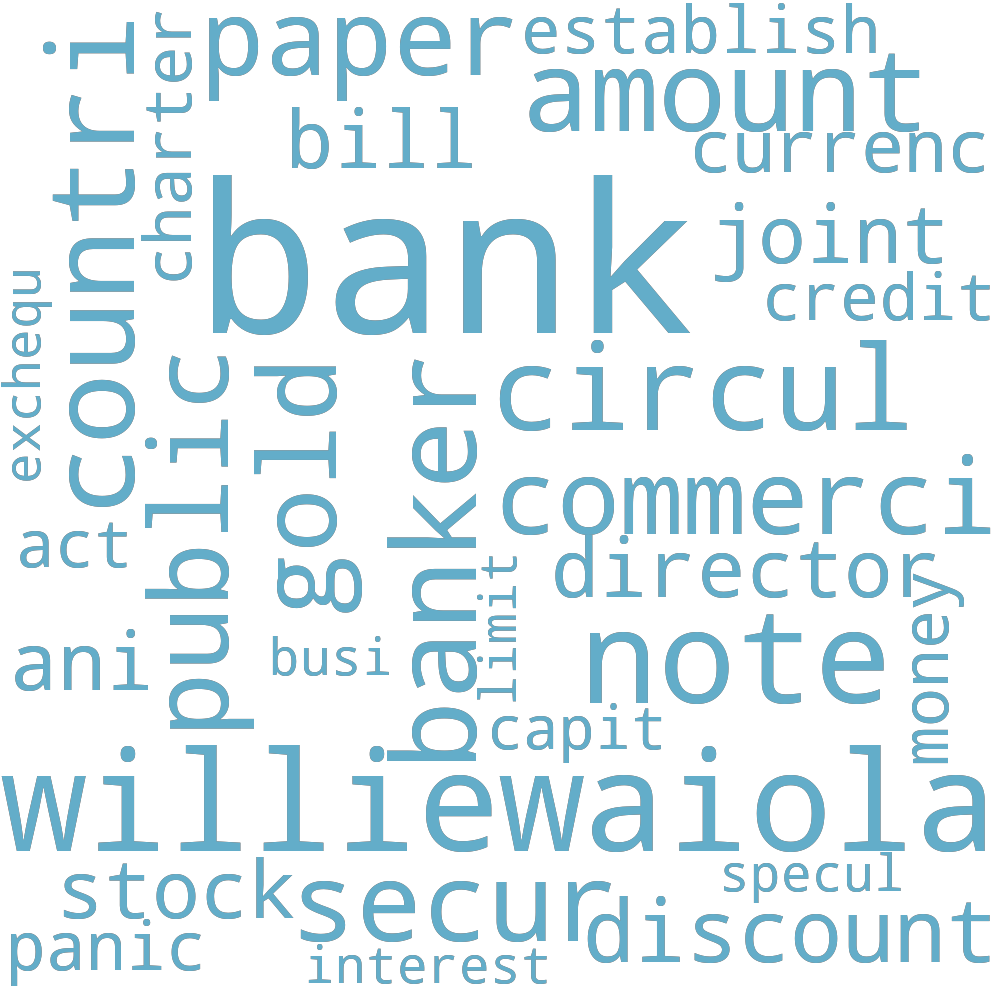 paper
establish
amount
countri
charter
bill
currenc
bank
joint
credit
exchequ
circul
public
gold
banker
commerci
act
director
limit
money
note
ani
busi
capit
williewaiola
stock
secur
specul
discount
panic
interest